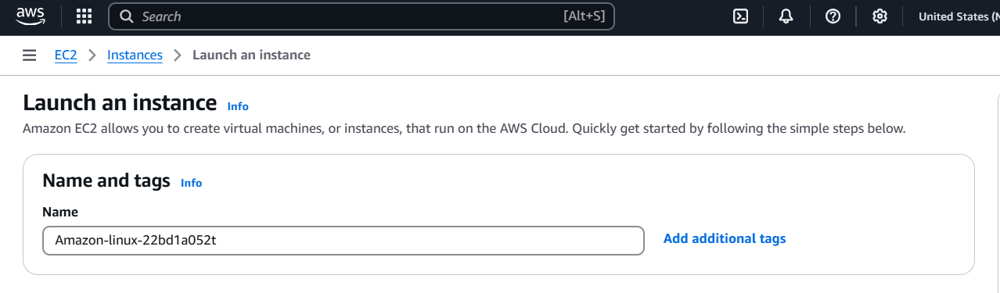 aws Search [Alt+S] United States (N
EC2 > Instances > Launch an instance
Launch an instance Info
Amazon EC2 allows you to create virtual machines, or instances, that run on the AWS Cloud. Quickly get started by following the simple steps below.
Name and tags Info
Name
Amazon-linux-22bd1a052t Add additional tags